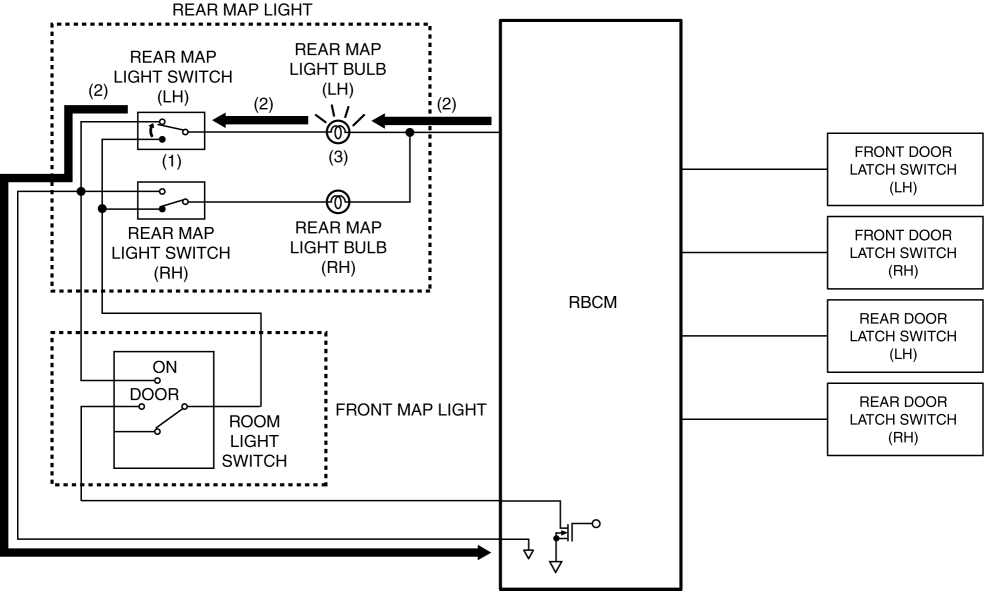 REAR MAP LIGHT
REAR MAP
LIGHT SWITCH
(LH)
REAR MAP
LIGHT BULB
(LH)
(2)
(2)
(2)
(1)
(3)
REAR MAP
LIGHT SWITCH
(RH)
REAR MAP
LIGHT BULB
(RH)
RBCM
FRONT DOOR
LATCH SWITCH
(LH)
FRONT DOOR
LATCH SWITCH
(RH)
REAR DOOR
LATCH SWITCH
(LH)
REAR DOOR
LATCH SWITCH
(RH)
ON
DOOR
ROOM
LIGHT
SWITCH
FRONT MAP LIGHT